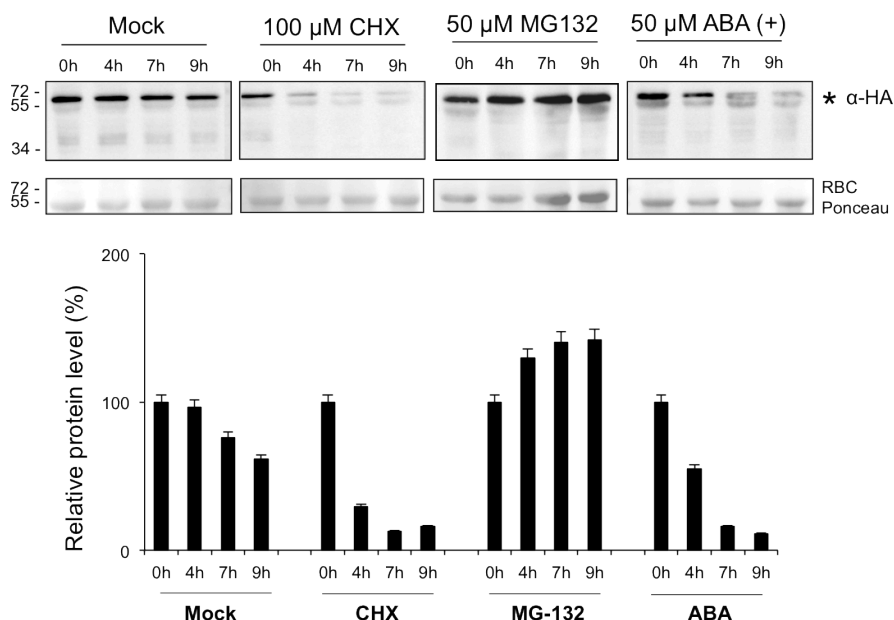 Mock 100 µM CHX 50 µM MG132 50 µM ABA (+)
0h 4h 7h 9h 0h 4h 7h 9h 0h 4h 7h 9h 0h 4h 7h 9h
72 -
55 -
* α-HA
34 -
72 -
55 -
RBC
Ponceau
200
100
0
Relative protein level (%)
0h 4h 7h 9h 0h 4h 7h 9h 0h 4h 7h 9h 0h 4h 7h 9h
Mock CHX MG-132 ABA